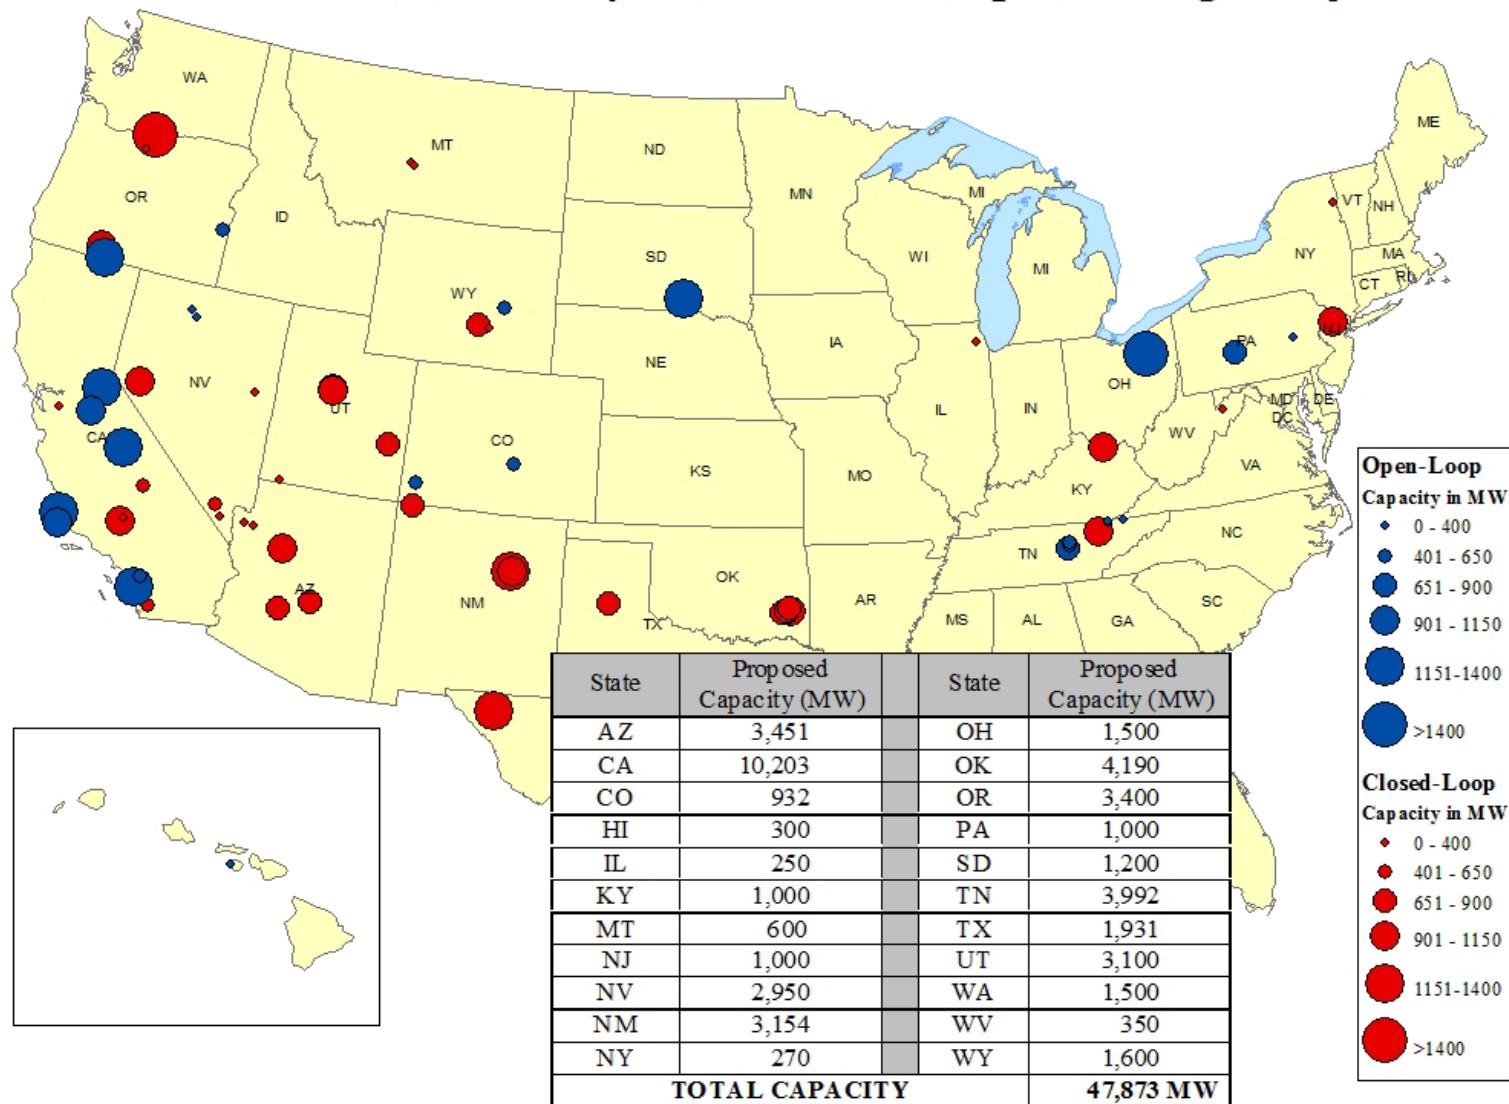 WA
MT
ND
MN
ME
OR
ID
SD
WI
MI
MI
VT
NH
NY
MA
CT
RI
WY
NE
IA
PA
NJ
NV
UT
CO
IL
IN
OH
MD
DE
DC
CA
KS
MO
KY
WV
VA
AZ
NM
OK
AR
TN
NC
TX
MS
AL
GA
SC
State Proposed Capacity (MW) State Proposed Capacity (MW)
AZ 3,451 OH 1,500
CA 10,203 OK 4,190
CO 932 OR 3,400
HI 300 PA 1,000
IL 250 SD 1,200
KY 1,000 TN 3,992
MT 600 TX 1,931
NJ 1,000 UT 3,100
NV 2,950 WA 1,500
NM 3,154 WV 350
NY 270 WY 1,600
TOTAL CAPACITY 47,873 MW
Open-Loop
Capacity in MW
0 - 400
401 - 650
651 - 900
901 - 1150
1151-1400
>1400
Closed-Loop
Capacity in MW
0 - 400
401 - 650
651 - 900
901 - 1150
1151-1400
>1400